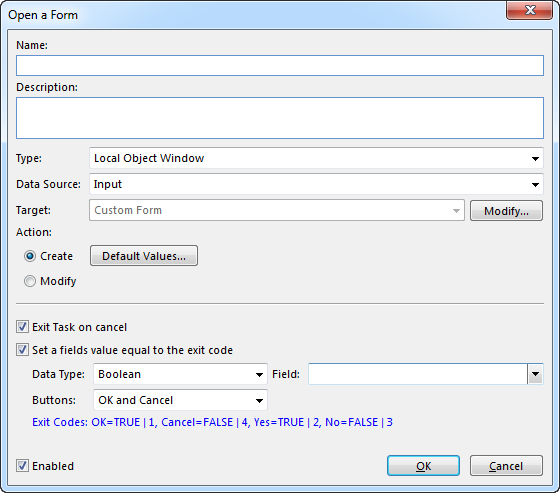 Open a Form
Name:
Description:
Type: Local Object Window
Data Source: Input
Target: Custom Form Modify...
Action:
Create Default Values...
Modify
Exit Task on cancel
Set a fields value equal to the exit code
Data Type: Boolean Field:
Buttons: OK and Cancel
Exit Codes: OK=TRUE | 1, Cancel=FALSE | 4, Yes=TRUE | 2, No=FALSE | 3
Enabled OK Cancel